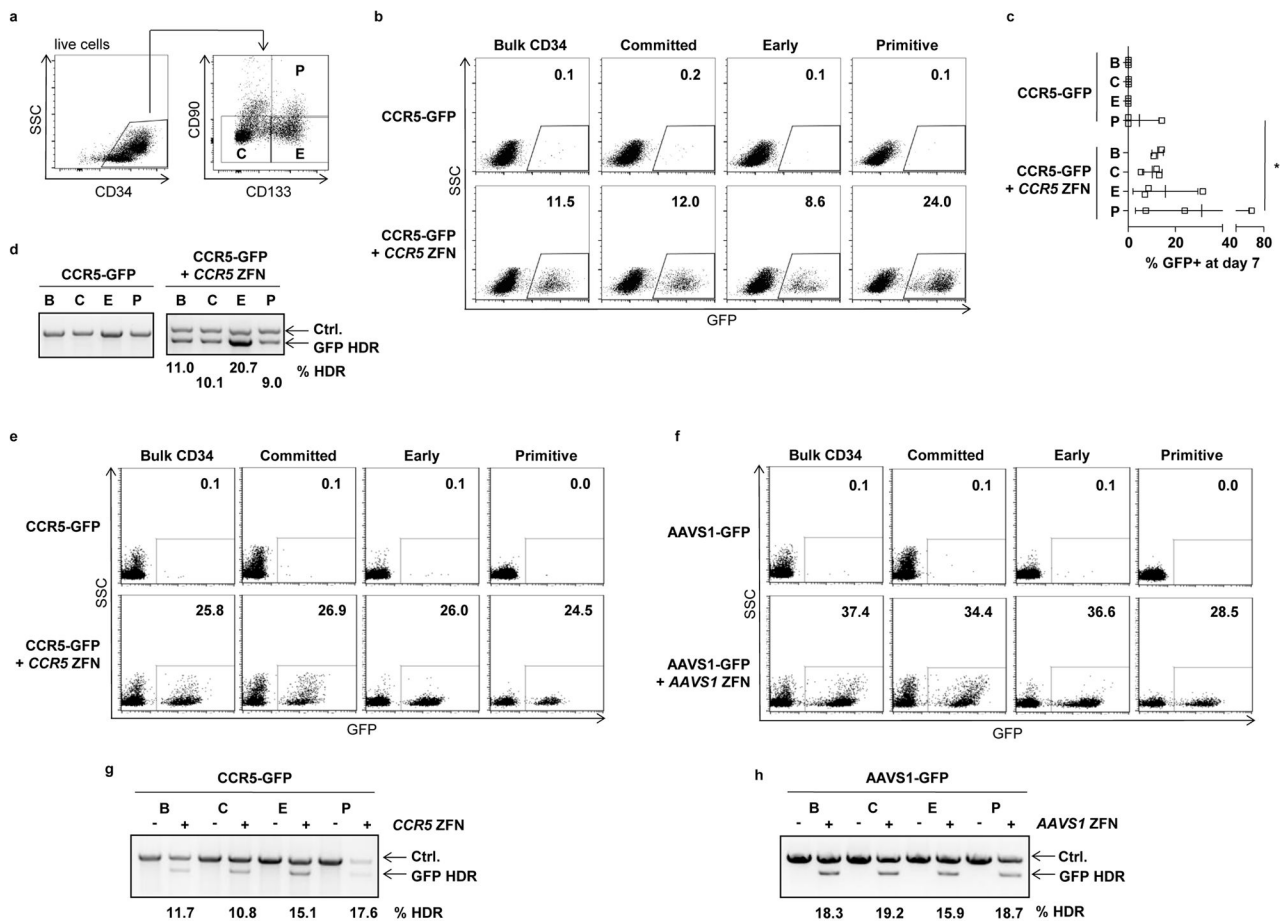 a
live cells
SSC
CD34
P
CD90
C
E
CD133
b
Bulk CD34
Committed
Early
Primitive
CCR5-GFP
0.1
0.2
0.1
0.1
SSC
CCR5-GFP
+ CCR5 ZFN
11.5
12.0
8.6
24.0
GFP
c
CCR5-GFP
B
C
E
P
CCR5-GFP
+ CCR5 ZFN
B
C
E
P
*
0
20
40
60
80
% GFP+ at day 7
d
CCR5-GFP
CCR5-GFP
+ CCR5 ZFN
B C E P
B C E P
Ctrl.
GFP HDR
11.0
10.1
20.7
9.0
% HDR
e
Bulk CD34
Committed
Early
Primitive
CCR5-GFP
0.1
0.1
0.1
0.0
SSC
CCR5-GFP
+ CCR5 ZFN
25.8
26.9
26.0
24.5
GFP
f
Bulk CD34
Committed
Early
Primitive
AAVS1-GFP
0.1
0.1
0.1
0.0
SSC
AAVS1-GFP
+ AAVS1 ZFN
37.4
34.4
36.6
28.5
GFP
g
CCR5-GFP
B C E P
- + - + - + - + CCR5 ZFN
Ctrl.
GFP HDR
11.7 10.8 15.1 17.6 % HDR
h
AAVS1-GFP
B C E P
- + - + - + - + AAVS1 ZFN
Ctrl.
GFP HDR
18.3 19.2 15.9 18.7 % HDR